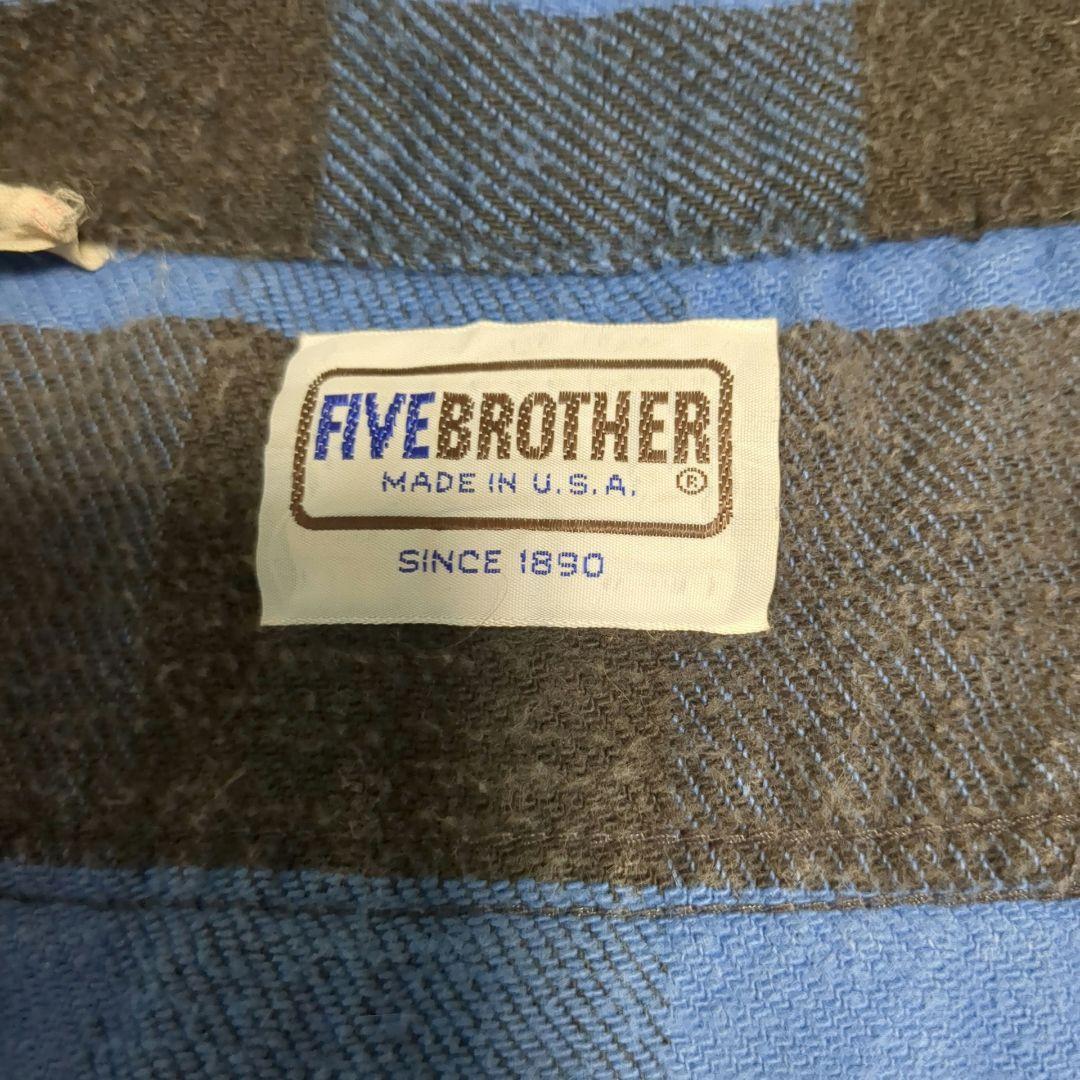 FIVEBROTHER
MADE IN U.S.A. ®
SINCE 1890